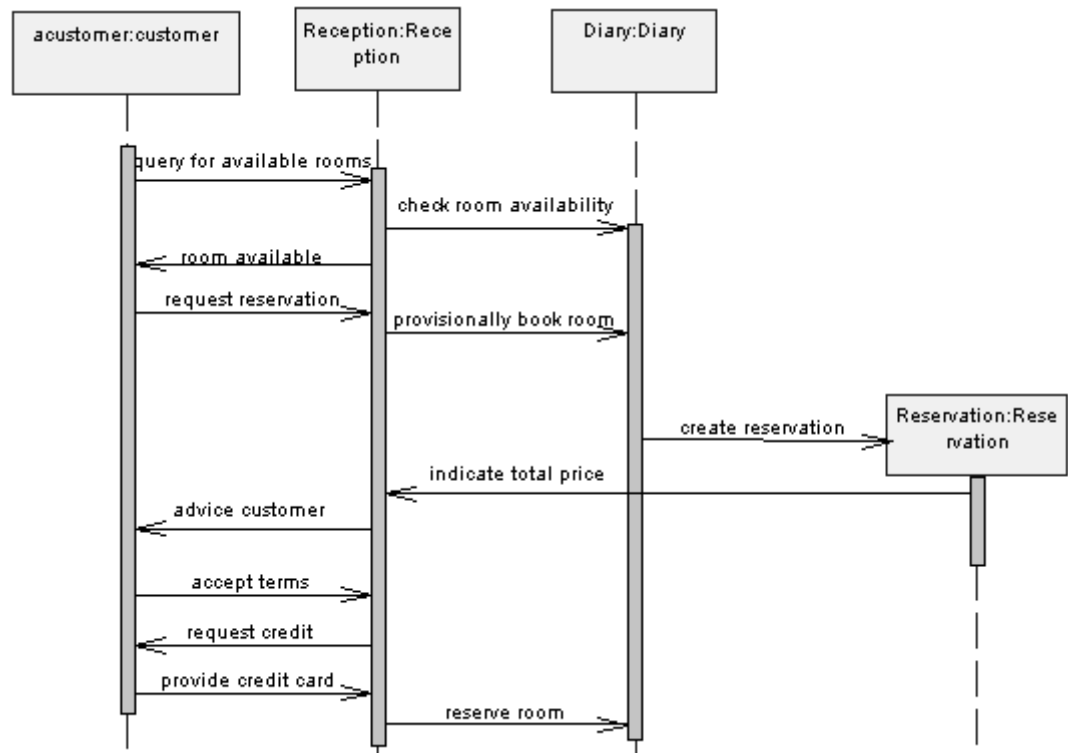 acustomer:customer
Reception:Rece
ption
Diary:Diary
query for available rooms
check room availability
room available
request reservation
provisionally book room
Reservation:Rese
rvation
create reservation
indicate total price
advice customer
accept terms
request credit
provide credit card
reserve room